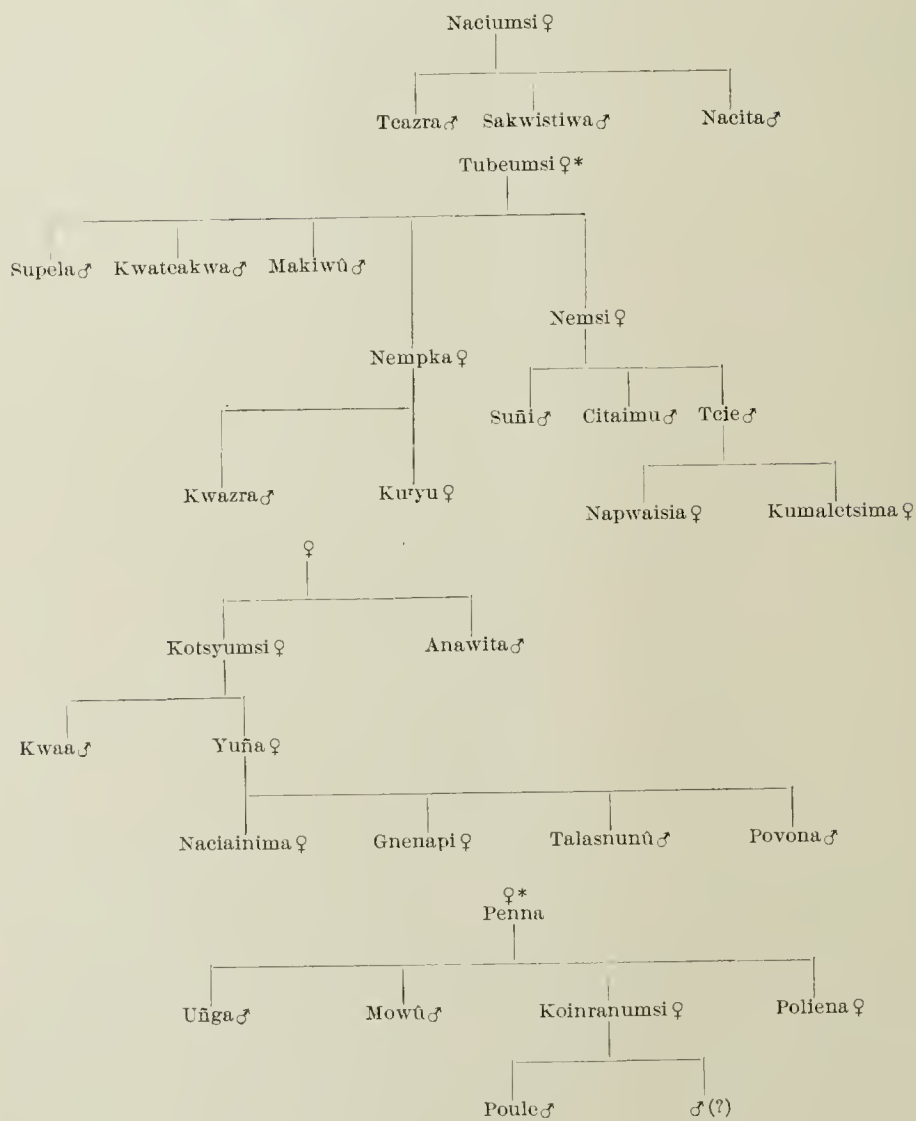 Naciumsi ♀
Tcazra ♂ Sakwistiwa ♂ Nacita ♂
Tubeumsi ♀*
Supela ♂ Kwatcakwa ♂ Makiwû ♂
Nemsi ♀
Nempka ♀
Suñi ♂ Citaimu ♂ Tcie ♂
Kwazra ♂ Kuryu ♀
Napwaisia ♀ Kumaletsima ♀
♀
Kotsyumsi ♀ Anawita ♂
Kwaa ♂ Yuña ♀
Naciainima ♀ Gnenapi ♀ Talasnunû ♂ Povona ♂
♀*
Penna
Uñga ♂ Mowû ♂ Koinranumsi ♀ Poliena ♀
Poule ♂ ♂ (?)